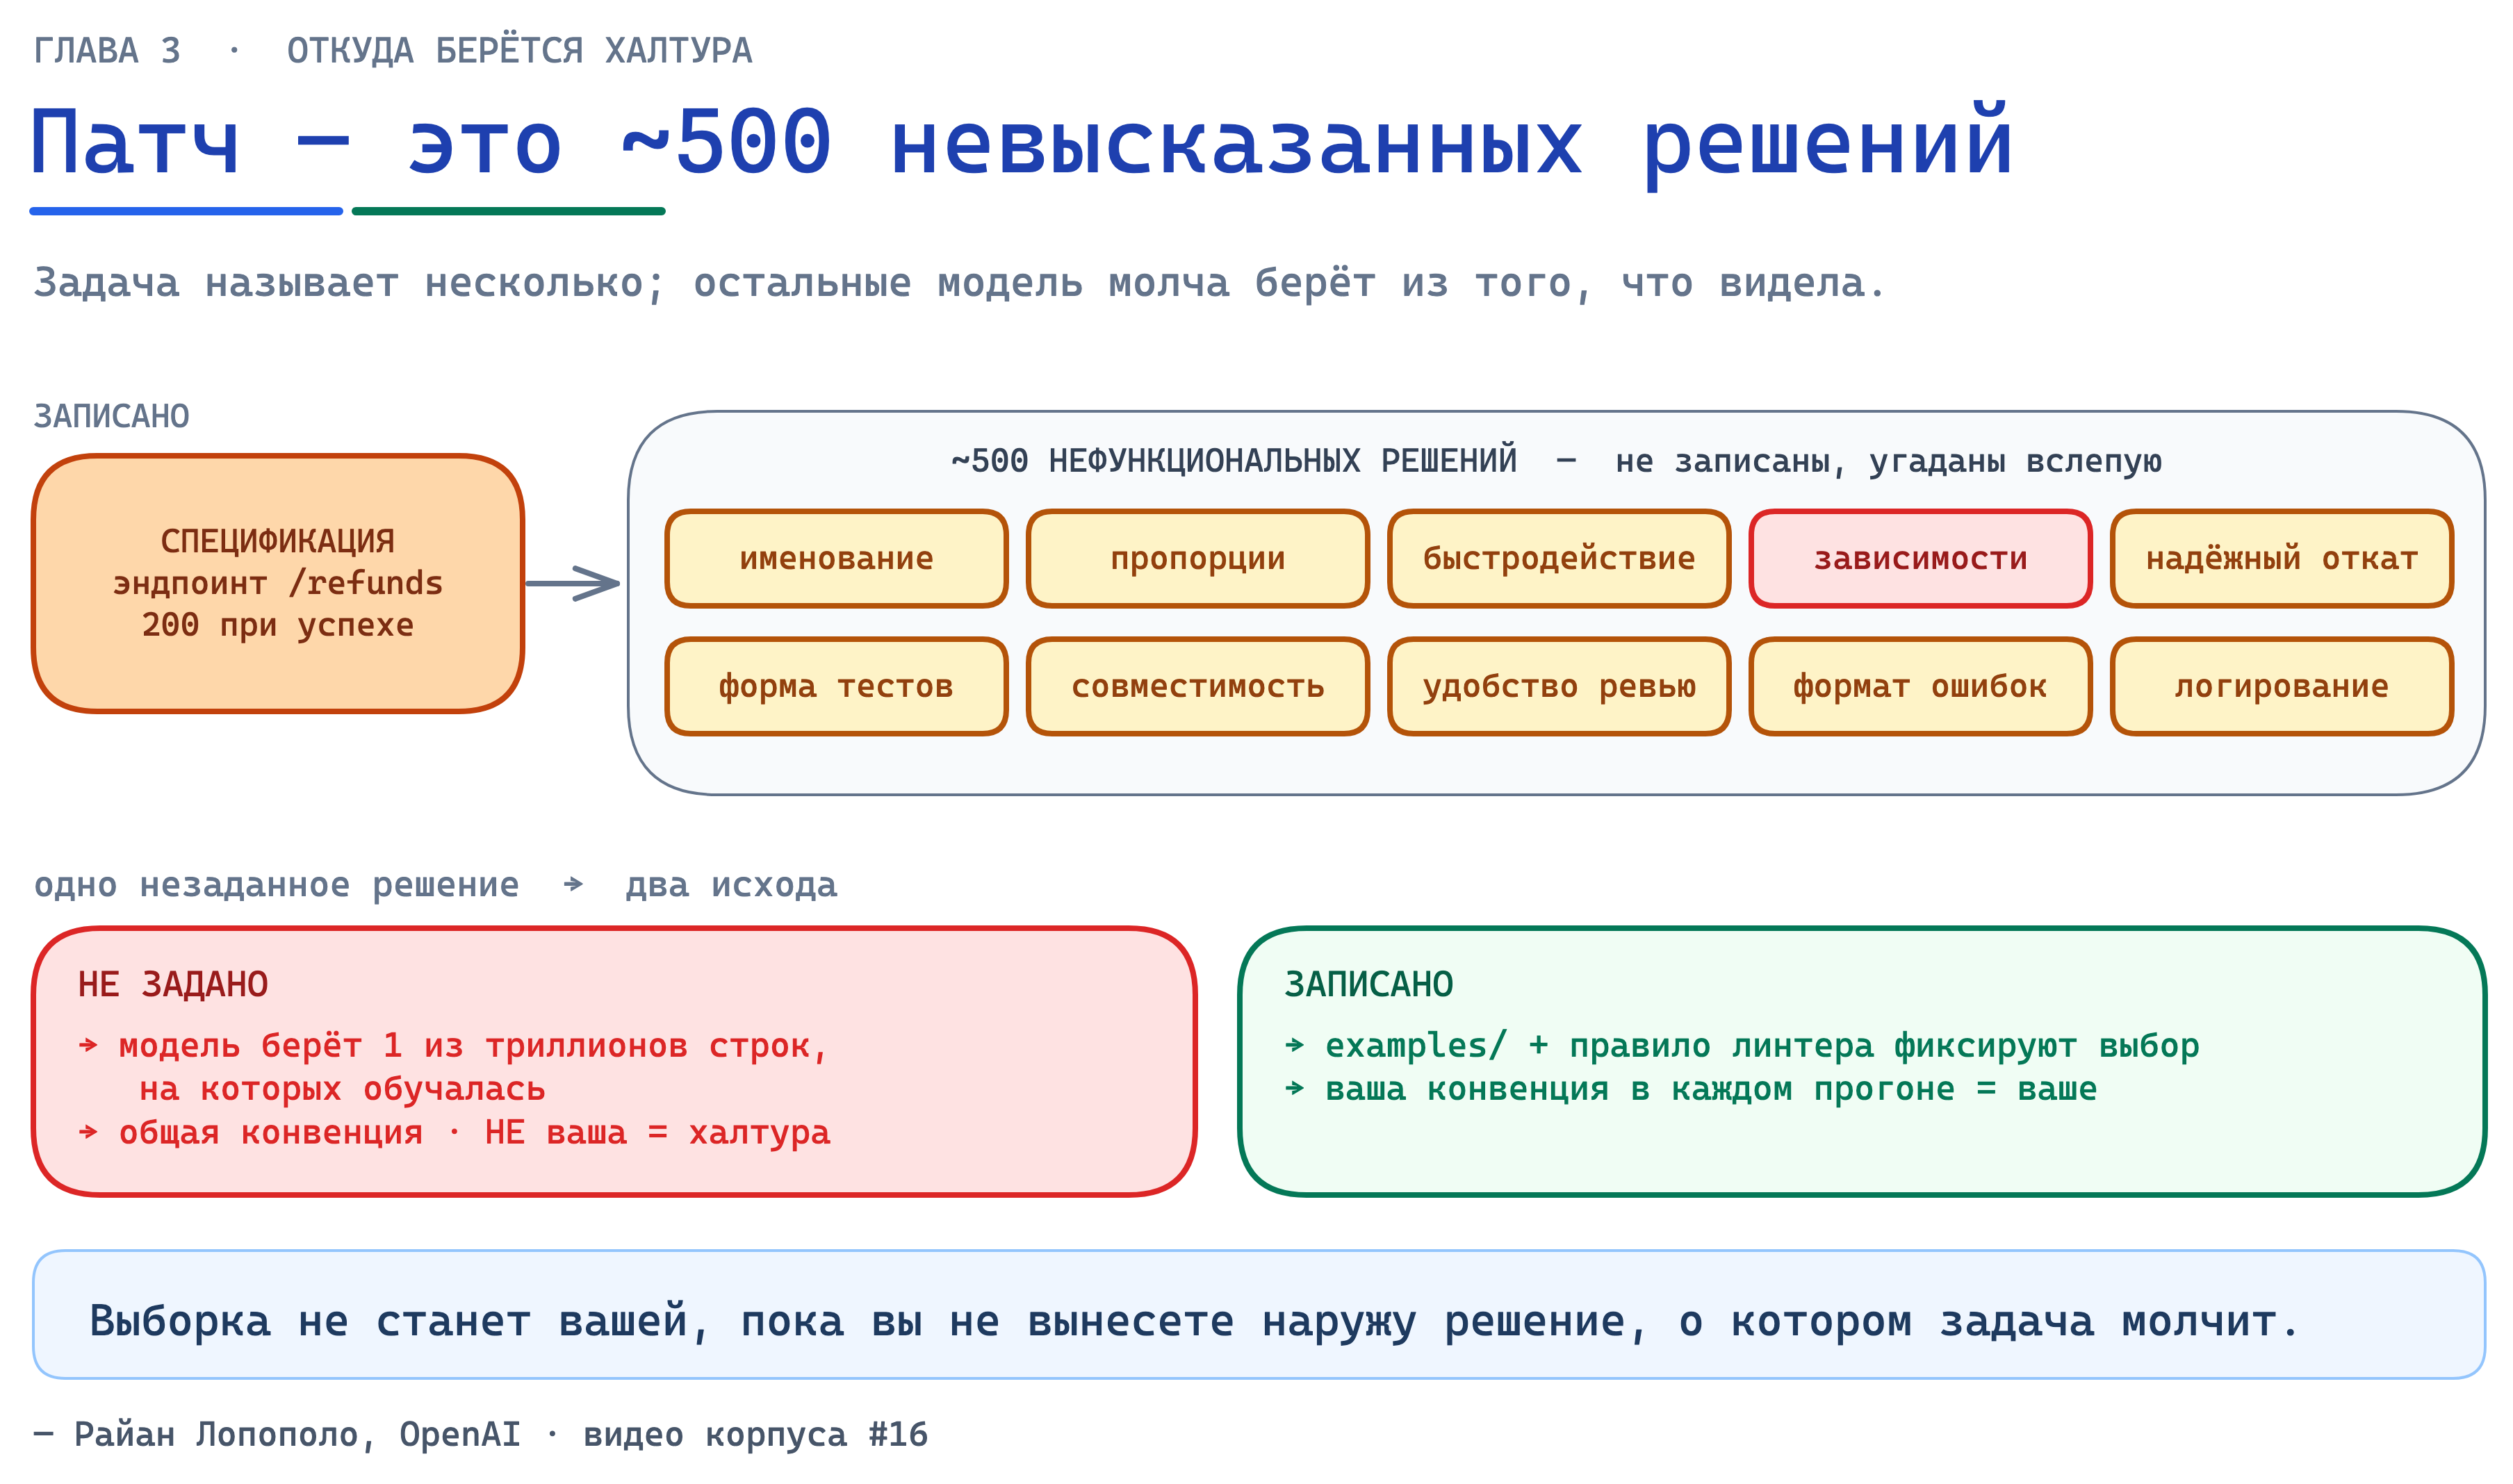 ГЛАВА 3 · ОТКУДА БЕРЁТСЯ ХАЛТУРА
Патч — это ~500 невысказанных решений
Задача называет несколько; остальные модель молча берёт из того, что видела.
ЗАПИСАНО
СПЕЦИФИКАЦИЯ
эндпоинт /refunds
200 при успехе
~500 НЕФУНКЦИОНАЛЬНЫХ РЕШЕНИЙ — не записаны, угаданы вслепую
именование
пропорции
быстродействие
зависимости
надёжный откат
форма тестов
совместимость
удобство ревью
формат ошибок
логирование
одно незаданное решение → два исхода
НЕ ЗАДАНО
→ модель берёт 1 из триллионов строк,
на которых обучалась
→ общая конвенция · НЕ ваша = халтура
ЗАПИСАНО
→ examples/ + правило линтера фиксируют выбор
→ ваша конвенция в каждом прогоне = ваше
Выборка не станет вашей, пока вы не вынесете наружу решение, о котором задача молчит.
— Райан Лопополо, OpenAI · видео корпуса #16